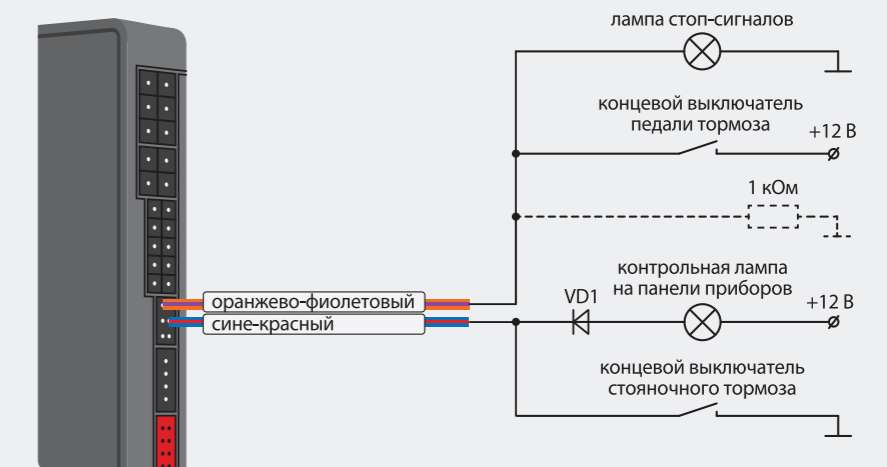 лампа стоп-сигналов
концевой выключатель
педали тормоза
+12 В
1 кОм
контрольная лампа
на панели приборов
+12 В
VD1
оранжево-фиолетовый
сине-красный
концевой выключатель
стояночного тормоза